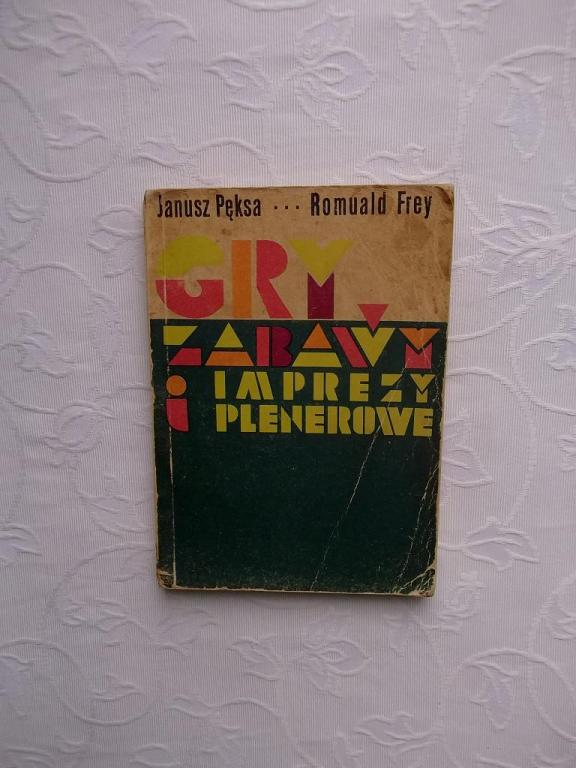 Janusz Pęksa ... Romuald Frey
GRY,
ZABAWY
i IMPREZY
PLENEROWE